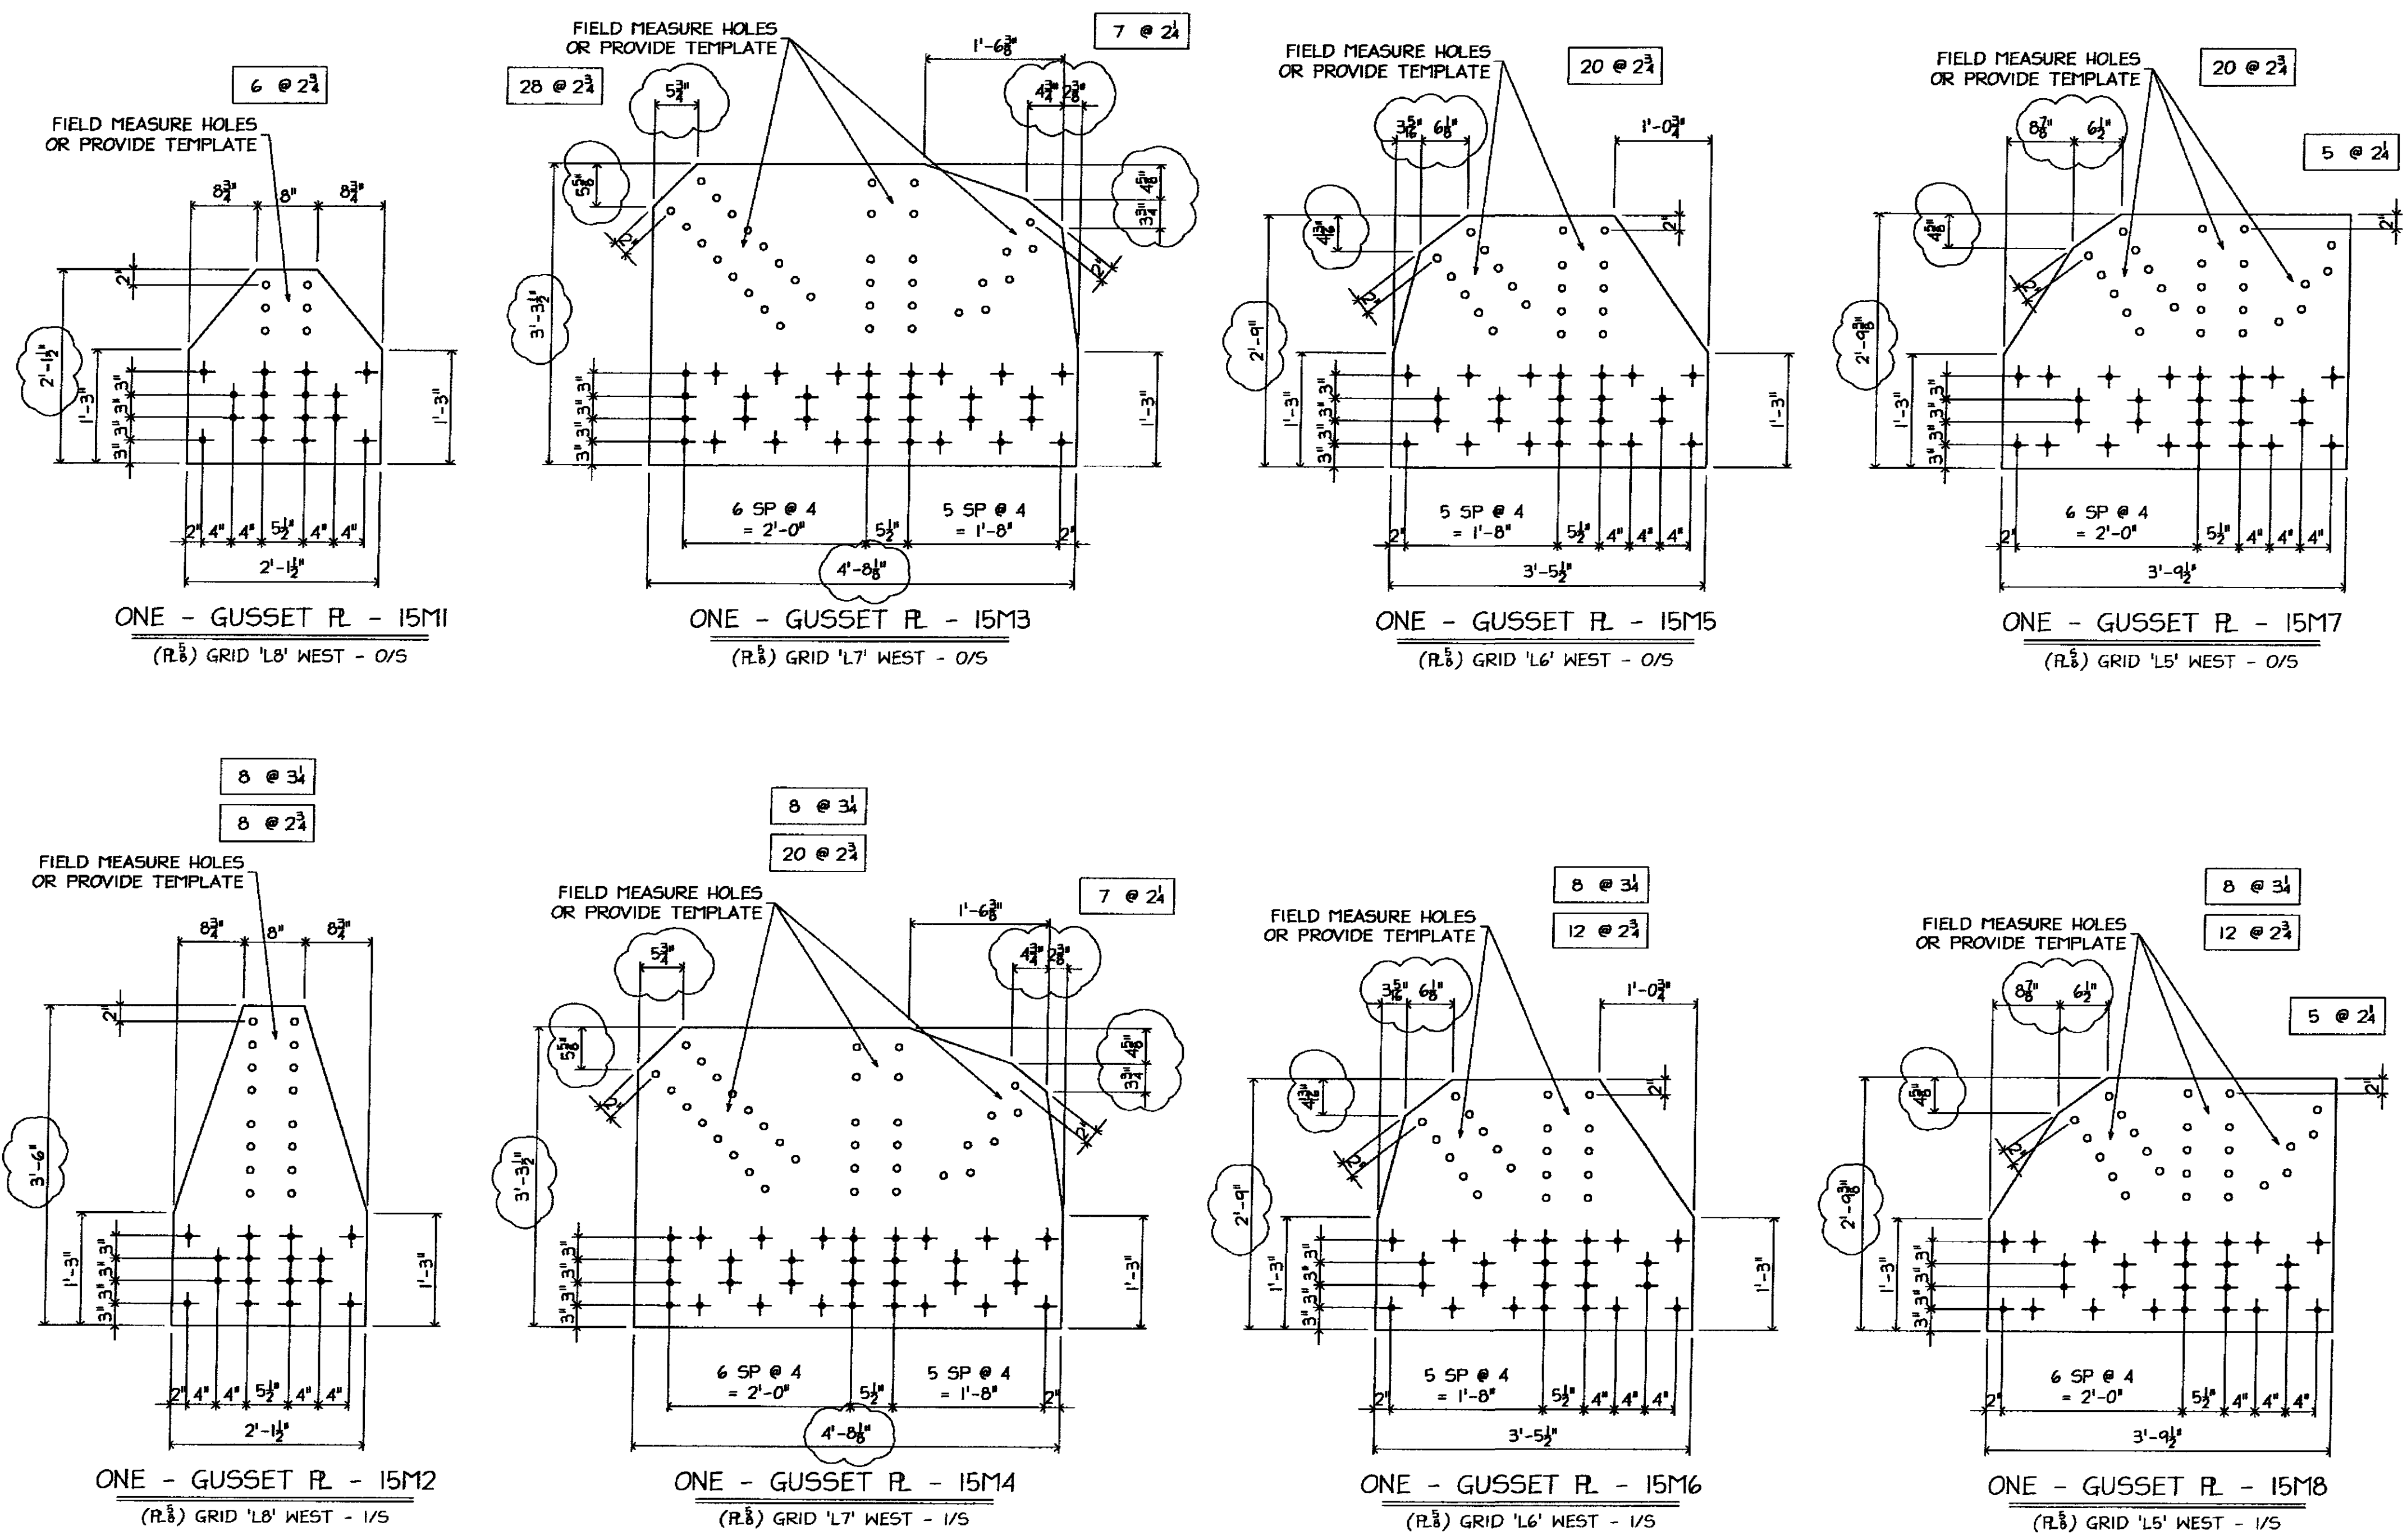 6 @ 2¾
FIELD MEASURE HOLES
OR PROVIDE TEMPLATE
8¾"
8"
8¾"
2"
2'-1½"
1'-3"
3"
3"
3"
3"
1'-3"
2"
4"
4"
5½"
4"
4"
2'-1½"
ONE - GUSSET PL - 15M1
(PL⅝) GRID 'L8' WEST - O/S
FIELD MEASURE HOLES
OR PROVIDE TEMPLATE
28 @ 2¾
7 @ 2¼
1'-6⅜"
5¾"
4¾"
2⅜"
5⅝"
2"
4⅝"
3¾"
2"
3'-3½"
3"
3"
3"
3"
1'-3"
6 SP @ 4
= 2'-0"
5½"
5 SP @ 4
= 1'-8"
2"
4'-8⅛"
ONE - GUSSET PL - 15M3
(PL⅝) GRID 'L7' WEST - O/S
FIELD MEASURE HOLES
OR PROVIDE TEMPLATE
20 @ 2¾
3 5/16"
6⅛"
1'-0¾"
4 13/16"
2"
2"
2'-9"
1'-3"
3"
3"
3"
3"
1'-3"
2"
5 SP @ 4
= 1'-8"
5½"
4"
4"
4"
3'-5½"
ONE - GUSSET PL - 15M5
(PL⅝) GRID 'L6' WEST - O/S
FIELD MEASURE HOLES
OR PROVIDE TEMPLATE
20 @ 2¾
5 @ 2¼
8⅞"
6½"
4⅝"
2"
2"
2'-9⅜"
1'-3"
3"
3"
3"
3"
2"
6 SP @ 4
= 2'-0"
5½"
4"
4"
4"
3'-9½"
ONE - GUSSET PL - 15M7
(PL⅝) GRID 'L5' WEST - O/S
8 @ 3¼
8 @ 2¾
FIELD MEASURE HOLES
OR PROVIDE TEMPLATE
8¾"
8"
8¾"
2"
3'-6"
1'-3"
3"
3"
3"
3"
1'-3"
2"
4"
4"
5½"
4"
4"
2'-1½"
ONE - GUSSET PL - 15M2
(PL⅝) GRID 'L8' WEST - I/S
8 @ 3¼
20 @ 2¾
7 @ 2¼
FIELD MEASURE HOLES
OR PROVIDE TEMPLATE
1'-6⅜"
5¾"
4¾"
2⅜"
5⅝"
2"
4⅝"
3¾"
2"
3'-3½"
3"
3"
3"
3"
1'-3"
6 SP @ 4
= 2'-0"
5½"
5 SP @ 4
= 1'-8"
2"
4'-8⅛"
ONE - GUSSET PL - 15M4
(PL⅝) GRID 'L7' WEST - I/S
8 @ 3¼
12 @ 2¾
FIELD MEASURE HOLES
OR PROVIDE TEMPLATE
3 5/16"
6⅛"
1'-0¾"
4 13/16"
2"
2"
2'-9"
1'-3"
3"
3"
3"
3"
1'-3"
2"
5 SP @ 4
= 1'-8"
5½"
4"
4"
4"
3'-5½"
ONE - GUSSET PL - 15M6
(PL⅝) GRID 'L6' WEST - I/S
8 @ 3¼
12 @ 2¾
5 @ 2¼
FIELD MEASURE HOLES
OR PROVIDE TEMPLATE
8⅞"
6½"
4⅝"
2"
2"
2'-9⅜"
1'-3"
3"
3"
3"
3"
2"
6 SP @ 4
= 2'-0"
5½"
4"
4"
4"
3'-9½"
ONE - GUSSET PL - 15M8
(PL⅝) GRID 'L5' WEST - I/S